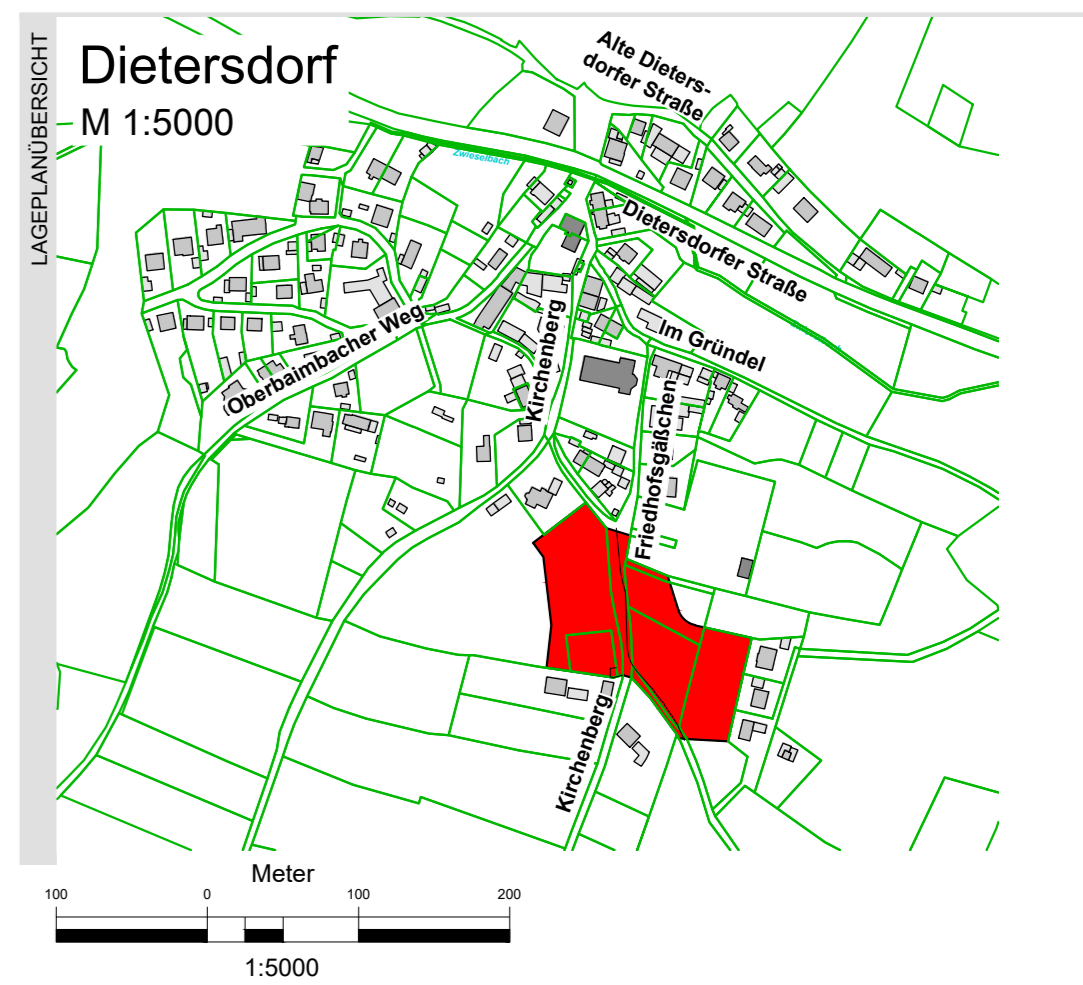 LAGEPLANÜBERSICHT
Dietersdorf
M 1:5000
Alte Dieters-
dorfer Straße
Zwieselbach
Dietersdorfer Straße
Im Gründel
Kirchenberg
Oberbaimbacher Weg
Friedhofsgäßchen
Kirchenberg
Meter
100 0 100 200
1:5000